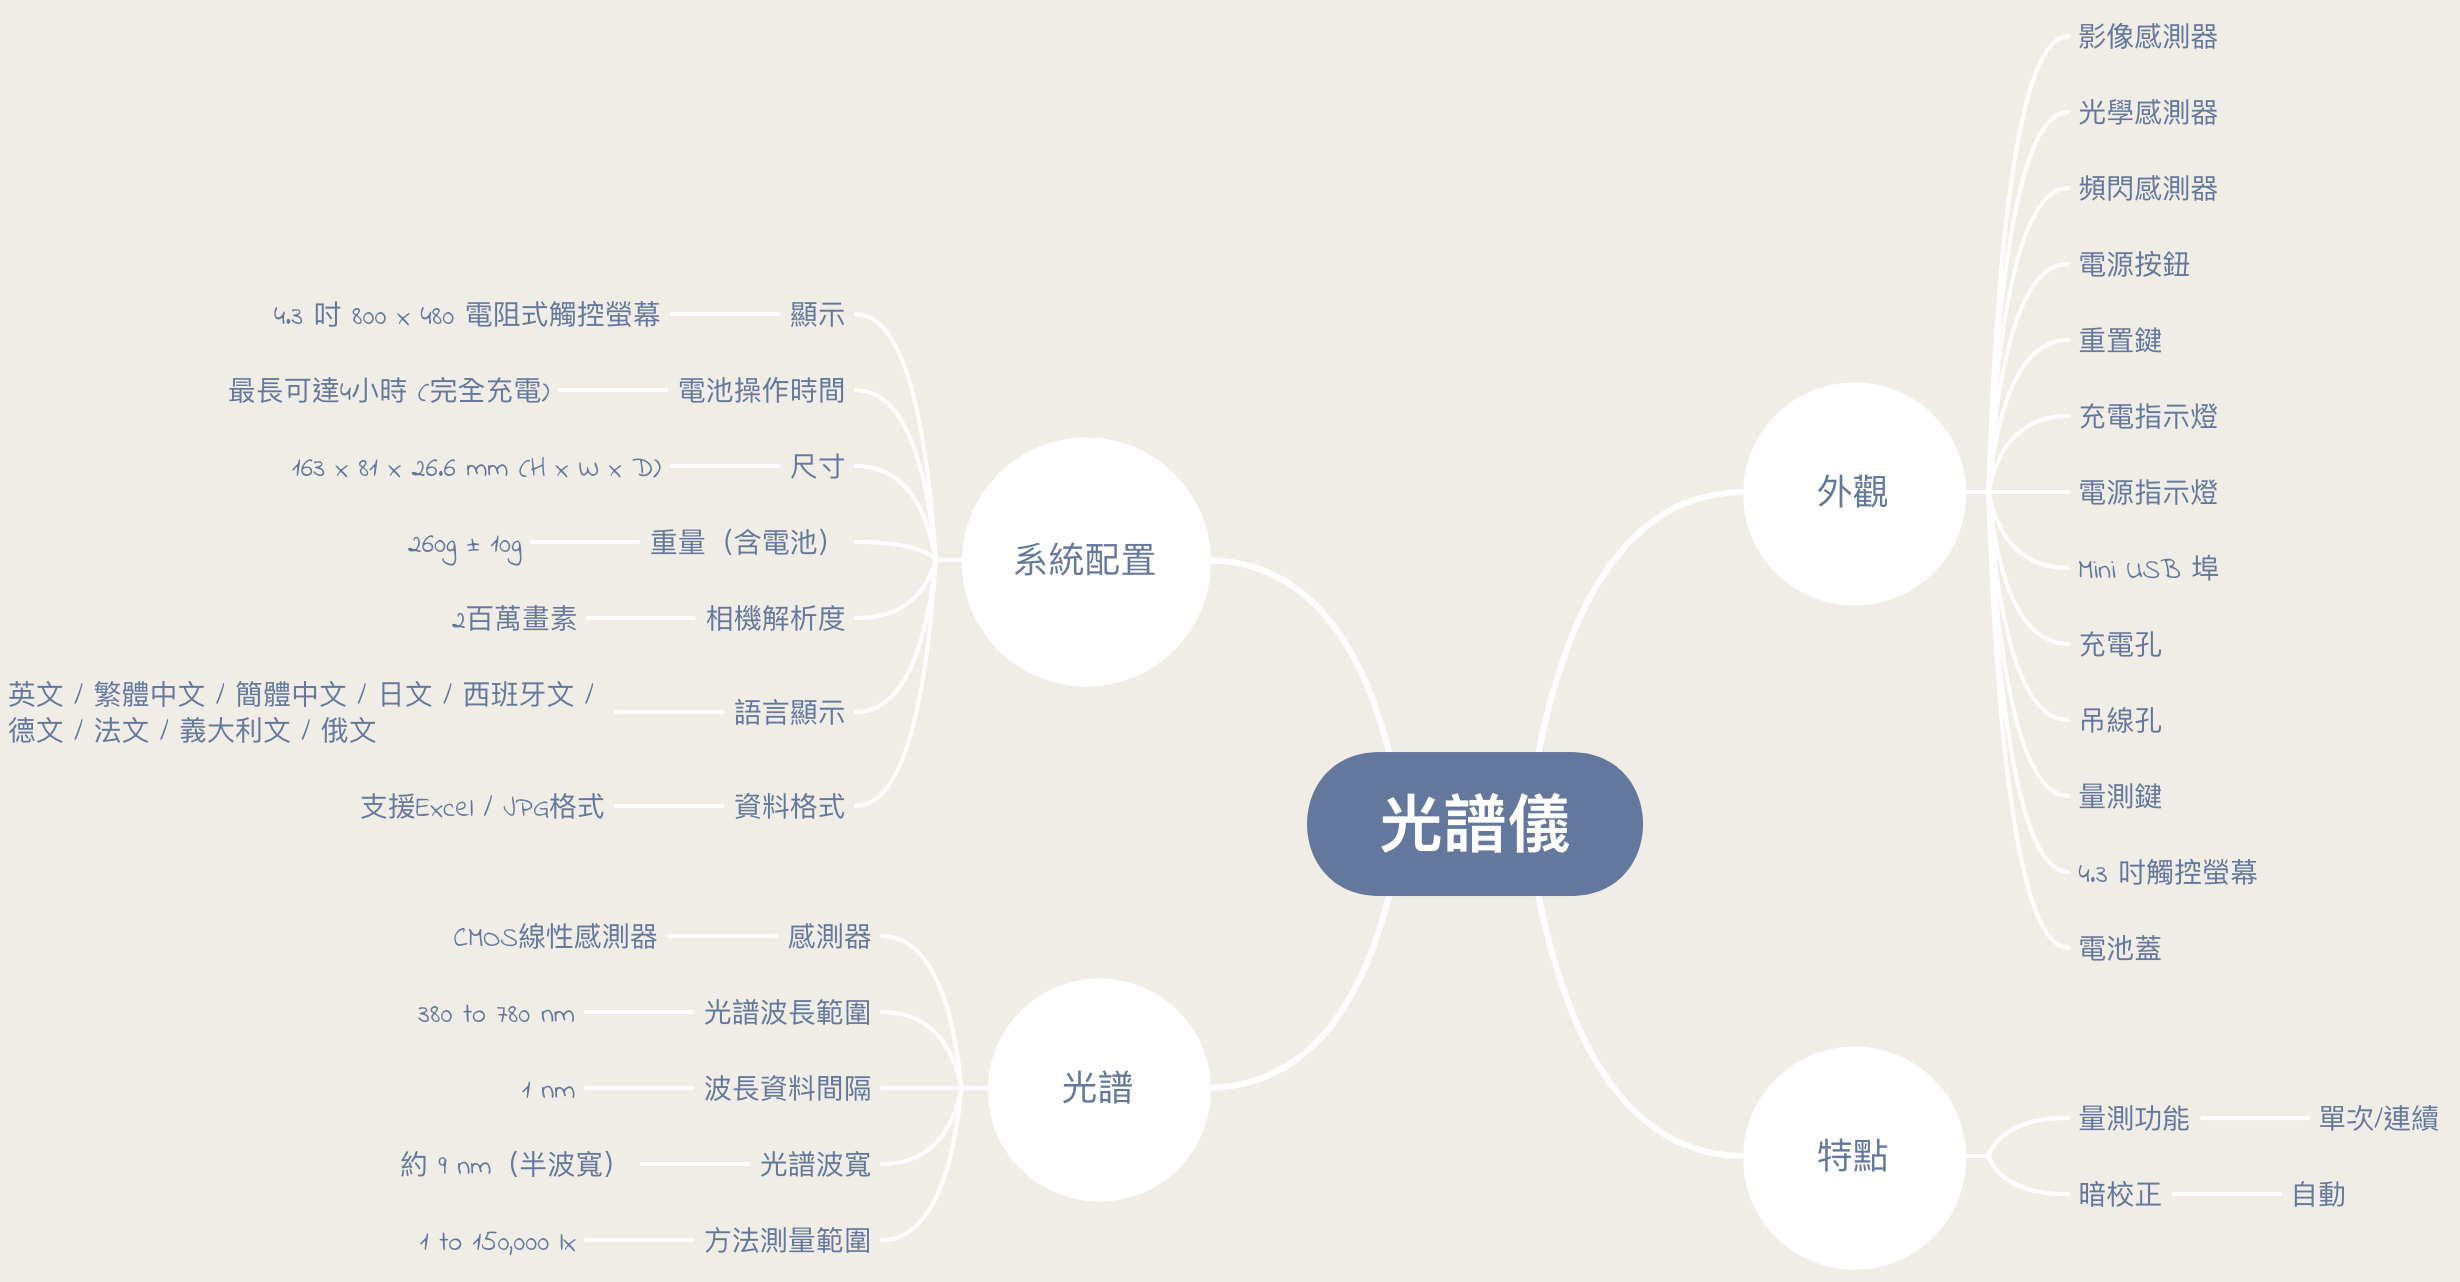 光譜儀
外觀
影像感測器
光學感測器
頻閃感測器
電源按鈕
重置鍵
充電指示燈
電源指示燈
Mini USB 埠
充電孔
吊線孔
量測鍵
4.3 吋觸控螢幕
電池蓋
特點
量測功能
單次/連續
暗校正
自動
系統配置
顯示
4.3 吋 800 x 480 電阻式觸控螢幕
電池操作時間
最長可達4小時 (完全充電)
尺寸
163 x 81 x 26.6 mm (H x W x D)
重量（含電池）
260g ± 10g
相機解析度
2百萬畫素
語言顯示
英文 / 繁體中文 / 簡體中文 / 日文 / 西班牙文 /
德文 / 法文 / 義大利文 / 俄文
資料格式
支援Excel / JPG格式
光譜
感測器
CMOS線性感測器
光譜波長範圍
380 to 780 nm
波長資料間隔
1 nm
光譜波寬
約 9 nm（半波寬）
方法測量範圍
1 to 150,000 lx